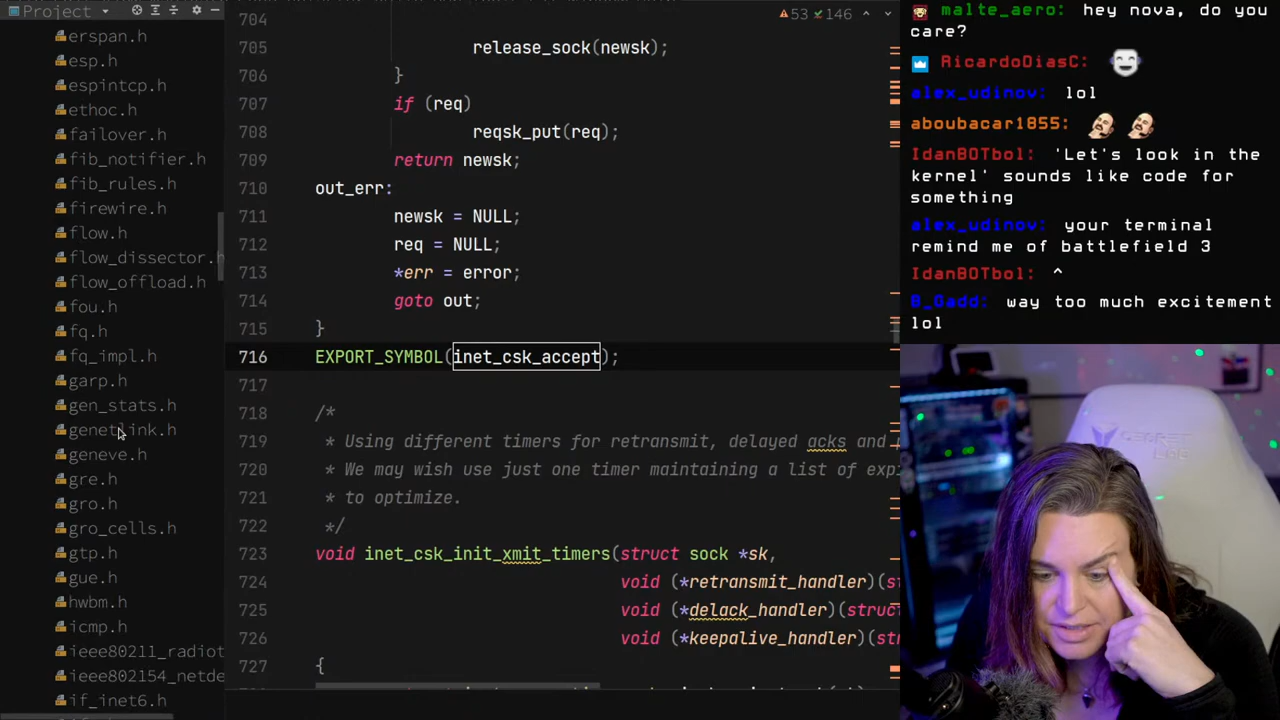 Project
erspan.h
esp.h
espintcp.h
ethoc.h
failover.h
fib_notifier.h
fib_rules.h
firewire.h
flow.h
flow_dissector.h
flow_offload.h
fou.h
fq.h
fq_impl.h
garp.h
gen_stats.h
genetlink.h
geneve.h
gre.h
gro.h
gro_cells.h
gtp.h
gue.h
hwbm.h
icmp.h
ieee80211_radiot
ieee802154_netde
if_inet6.h
53 146
704
705 release_sock(newsk);
706 }
707 if (req)
708 reqsk_put(req);
709 return newsk;
710 out_err:
711 newsk = NULL;
712 req = NULL;
713 *err = error;
714 goto out;
715 }
716 EXPORT_SYMBOL(inet_csk_accept);
717
718 /*
719 * Using different timers for retransmit, delayed acks and
720 * We may wish use just one timer maintaining a list of exp
721 * to optimize.
722 */
723 void inet_csk_init_xmit_timers(struct sock *sk,
724 void (*retransmit_handler)(s
725 void (*delack_handler)(struc
726 void (*keepalive_handler)(s
727 {
malte_aero: hey nova, do you
care?
RicardoDiasC:
alex_udinov: lol
aboubacar1855:
IdanBOTbol: 'Let's look in the
kernel' sounds like code for
something
alex_udinov: your terminal
remind me of battlefield 3
IdanBOTbol: ^
B_Gadd: way too much excitement
lol
SECRET
LAB